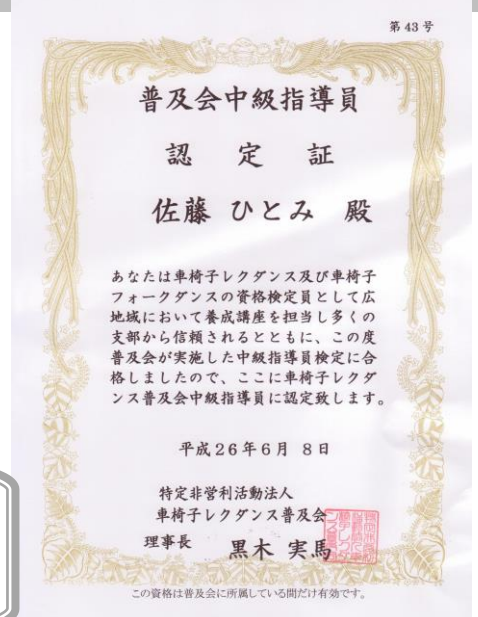 第43号
普及会中級指導員
認定証
佐藤 ひとみ 殿
あなたは車椅子レクダンス及び車椅子
フォークダンスの資格検定員として広
地域において養成講座を担当し多くの
支部から信頼されるとともに、この度
普及会が実施した中級指導員検定に合
格しましたので、ここに車椅子レクダ
ンス普及会中級指導員に認定致します。
平成26年6月 8日
特定非営利活動法人
車椅子レクダンス普及会
理事長 黒木 実馬
この資格は普及会に所属している間だけ有効です。